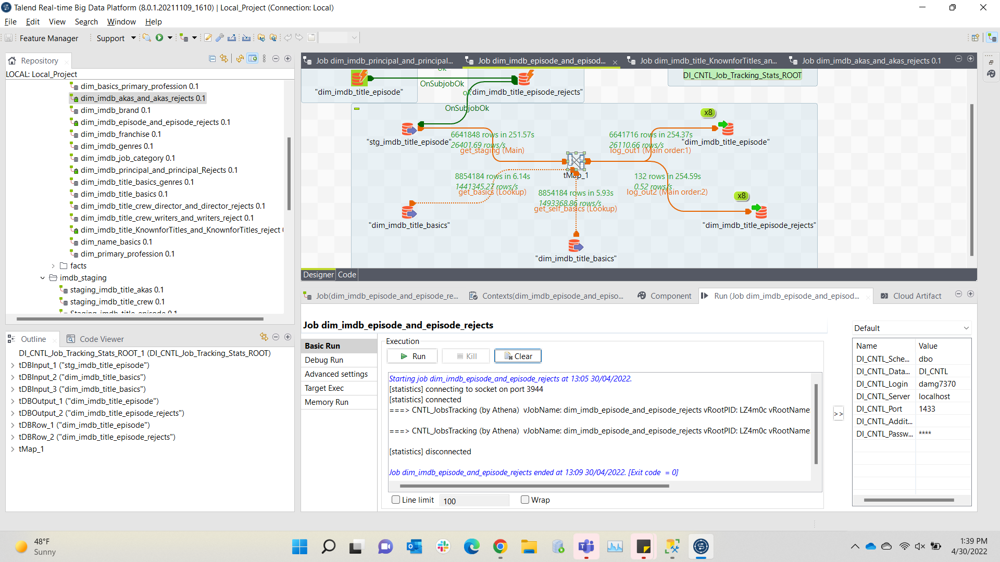 Talend Real-time Big Data Platform (8.0.1.20211109_1610) | Local_Project (Connection: Local)
File Edit View Search Window Help
Feature Manager Support
Repository
LOCAL: Local_Project
dim_basics_primary_profession 0.1
dim_imdb_akas_and_akas_rejects 0.1
dim_imdb_brand 0.1
dim_imdb_episode_and_episode_rejects 0.1
dim_imdb_franchise 0.1
dim_imdb_genres 0.1
dim_imdb_job_category 0.1
dim_imdb_principal_and_principal_Rejects 0.1
dim_imdb_title_basics_genres 0.1
dim_imdb_title_basics 0.1
dim_imdb_title_crew_director_and_director_rejects 0.1
dim_imdb_title_crew_writers_and_writers_reject 0.1
dim_imdb_title_KnownforTitles_and_KnownforTitles_reject
dim_name_basics 0.1
dim_primary_profession 0.1
facts
imdb_staging
staging_imdb_title_akas 0.1
staging_imdb_title_crew 0.1
Staging_imdb_title_episode 0.1
Outline Code Viewer
DI_CNTL_Job_Tracking_Stats_ROOT_1 (DI_CNTL_Job_Tracking_Stats_ROOT)
tDBInput_1 ("stg_imdb_title_episode")
tDBInput_2 ("dim_imdb_title_basics")
tDBInput_3 ("dim_imdb_title_basics")
tDBOutput_1 ("dim_imdb_title_episode")
tDBOutput_2 ("dim_imdb_title_episode_rejects")
tDBRow_1 ("dim_imdb_title_episode")
tDBRow_2 ("dim_imdb_title_episode_rejects")
tMap_1
Job dim_imdb_principal_and_principal... Job dim_imdb_episode_and_episod... Job dim_imdb_title_KnownforTitles_an... Job dim_imdb_akas_and_akas_rejects 0.1
ok
OnSubjobOk
"dim_imdb_title_episode"
ok
"dim_imdb_title_episode_rejects"
DI_CNTL_Job_Tracking_Stats_ROOT
OnSubjobOk
x8
"stg_imdb_title_episode"
6641848 rows in 251.57s
26401.69 rows/s
get_staging (Main)
6641716 rows in 254.37s
26110.66 rows/s
log_out1 (Main order:1)
"dim_imdb_title_episode"
tMap_1
8854184 rows in 6.14s
1441345.27 rows/s
get_basics (Lookup)
132 rows in 254.59s
0.52 rows/s
log_out2 (Main order:2)
8854184 rows in 5.93s
1493368.86 rows/s
get_self_basics (Lookup)
x8
"dim_imdb_title_basics"
"dim_imdb_title_episode_rejects"
"dim_imdb_title_basics"
Designer Code
Job(dim_imdb_episode_and_episode_re... Contexts(dim_imdb_episode_and_episo... Component Run (Job dim_imdb_episode_and_episod... Cloud Artifact
Job dim_imdb_episode_and_episode_rejects
Basic Run
Debug Run
Advanced settings
Target Exec
Memory Run
Execution
Run Kill Clear
Starting job dim_imdb_episode_and_episode_rejects at 13:05 30/04/2022.
[statistics] connecting to socket on port 3944
[statistics] connected
===> CNTL_JobsTracking (by Athena) vJobName: dim_imdb_episode_and_episode_rejects vRootPID: LZ4m0c vRootName
===> CNTL_JobsTracking (by Athena) vJobName: dim_imdb_episode_and_episode_rejects vRootPID: LZ4m0c vRootName
[statistics] disconnected
Job dim_imdb_episode_and_episode_rejects ended at 13:09 30/04/2022. [Exit code = 0]
Line limit 100 Wrap
>>
Default
Name Value
DI_CNTL_Sche... dbo
DI_CNTL_Data... DI_CNTL
DI_CNTL_Login damg7370
DI_CNTL_Server localhost
DI_CNTL_Port 1433
DI_CNTL_Addit...
DI_CNTL_Passw... ****
48°F
Sunny
1:39 PM
4/30/2022